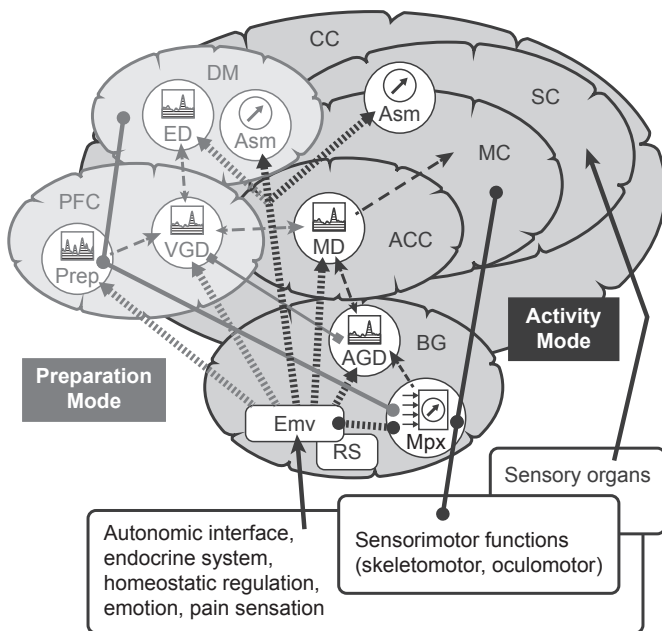 CC
DM
SC
ED
Asm
Asm
MC
PFC
VGD
MD
ACC
Prep
AGD
BG
Activity
Mode
Preparation
Mode
Emv
Mpx
RS
Sensory organs
Autonomic interface,
endocrine system,
homeostatic regulation,
emotion, pain sensation
Sensorimotor functions
(skeletomotor, oculomotor)